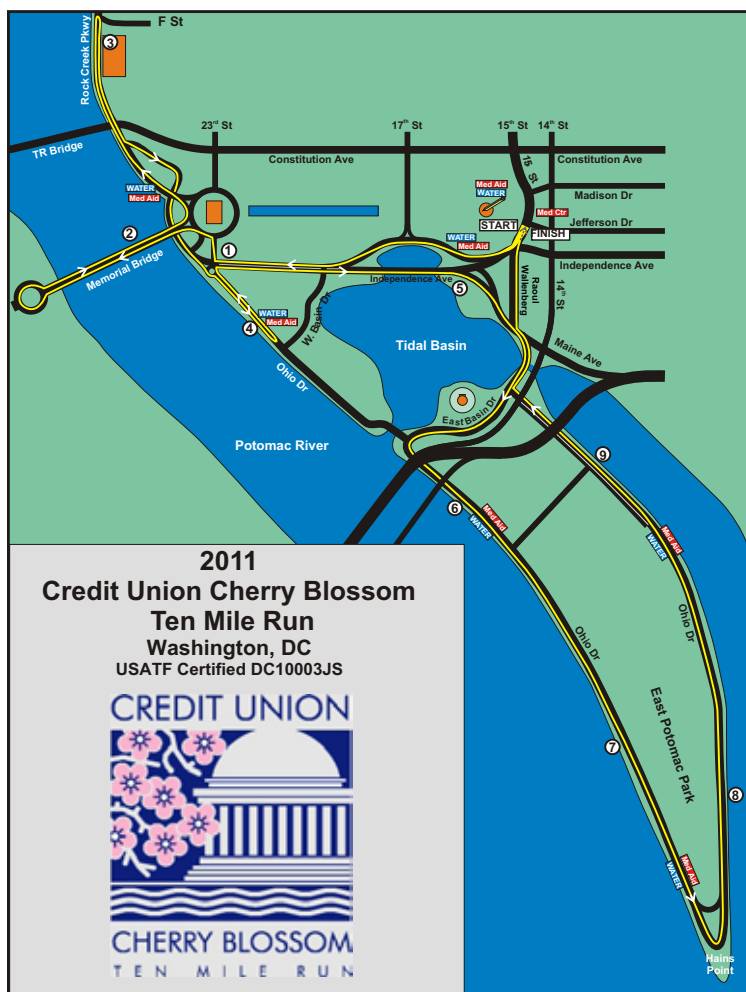 F St
Rock Creek Pkwy
3
23rd St
17th St
15th St
14th St
TR Bridge
Constitution Ave
Constitution Ave
15 St
Madison Dr
Med Aid
WATER
WATER
Med Aid
Med Ctr
Jefferson Dr
START
FINISH
2
1
WATER
Med Aid
Memorial Bridge
Independence Ave
Independence Ave
5
Raoul Wallenberg
14th St
W. Basin Dr
WATER
Med Aid
4
Ohio Dr
Tidal Basin
Maine Ave
East Basin Dr
Potomac River
9
6
Med Aid
WATER
Med Aid
WATER
Ohio Dr
Ohio Dr
East Potomac Park
7
8
Med Aid
WATER
Hains
Point
2011
Credit Union Cherry Blossom
Ten Mile Run
Washington, DC
USATF Certified DC10003JS
CREDIT UNION
CHERRY BLOSSOM
TEN MILE RUN